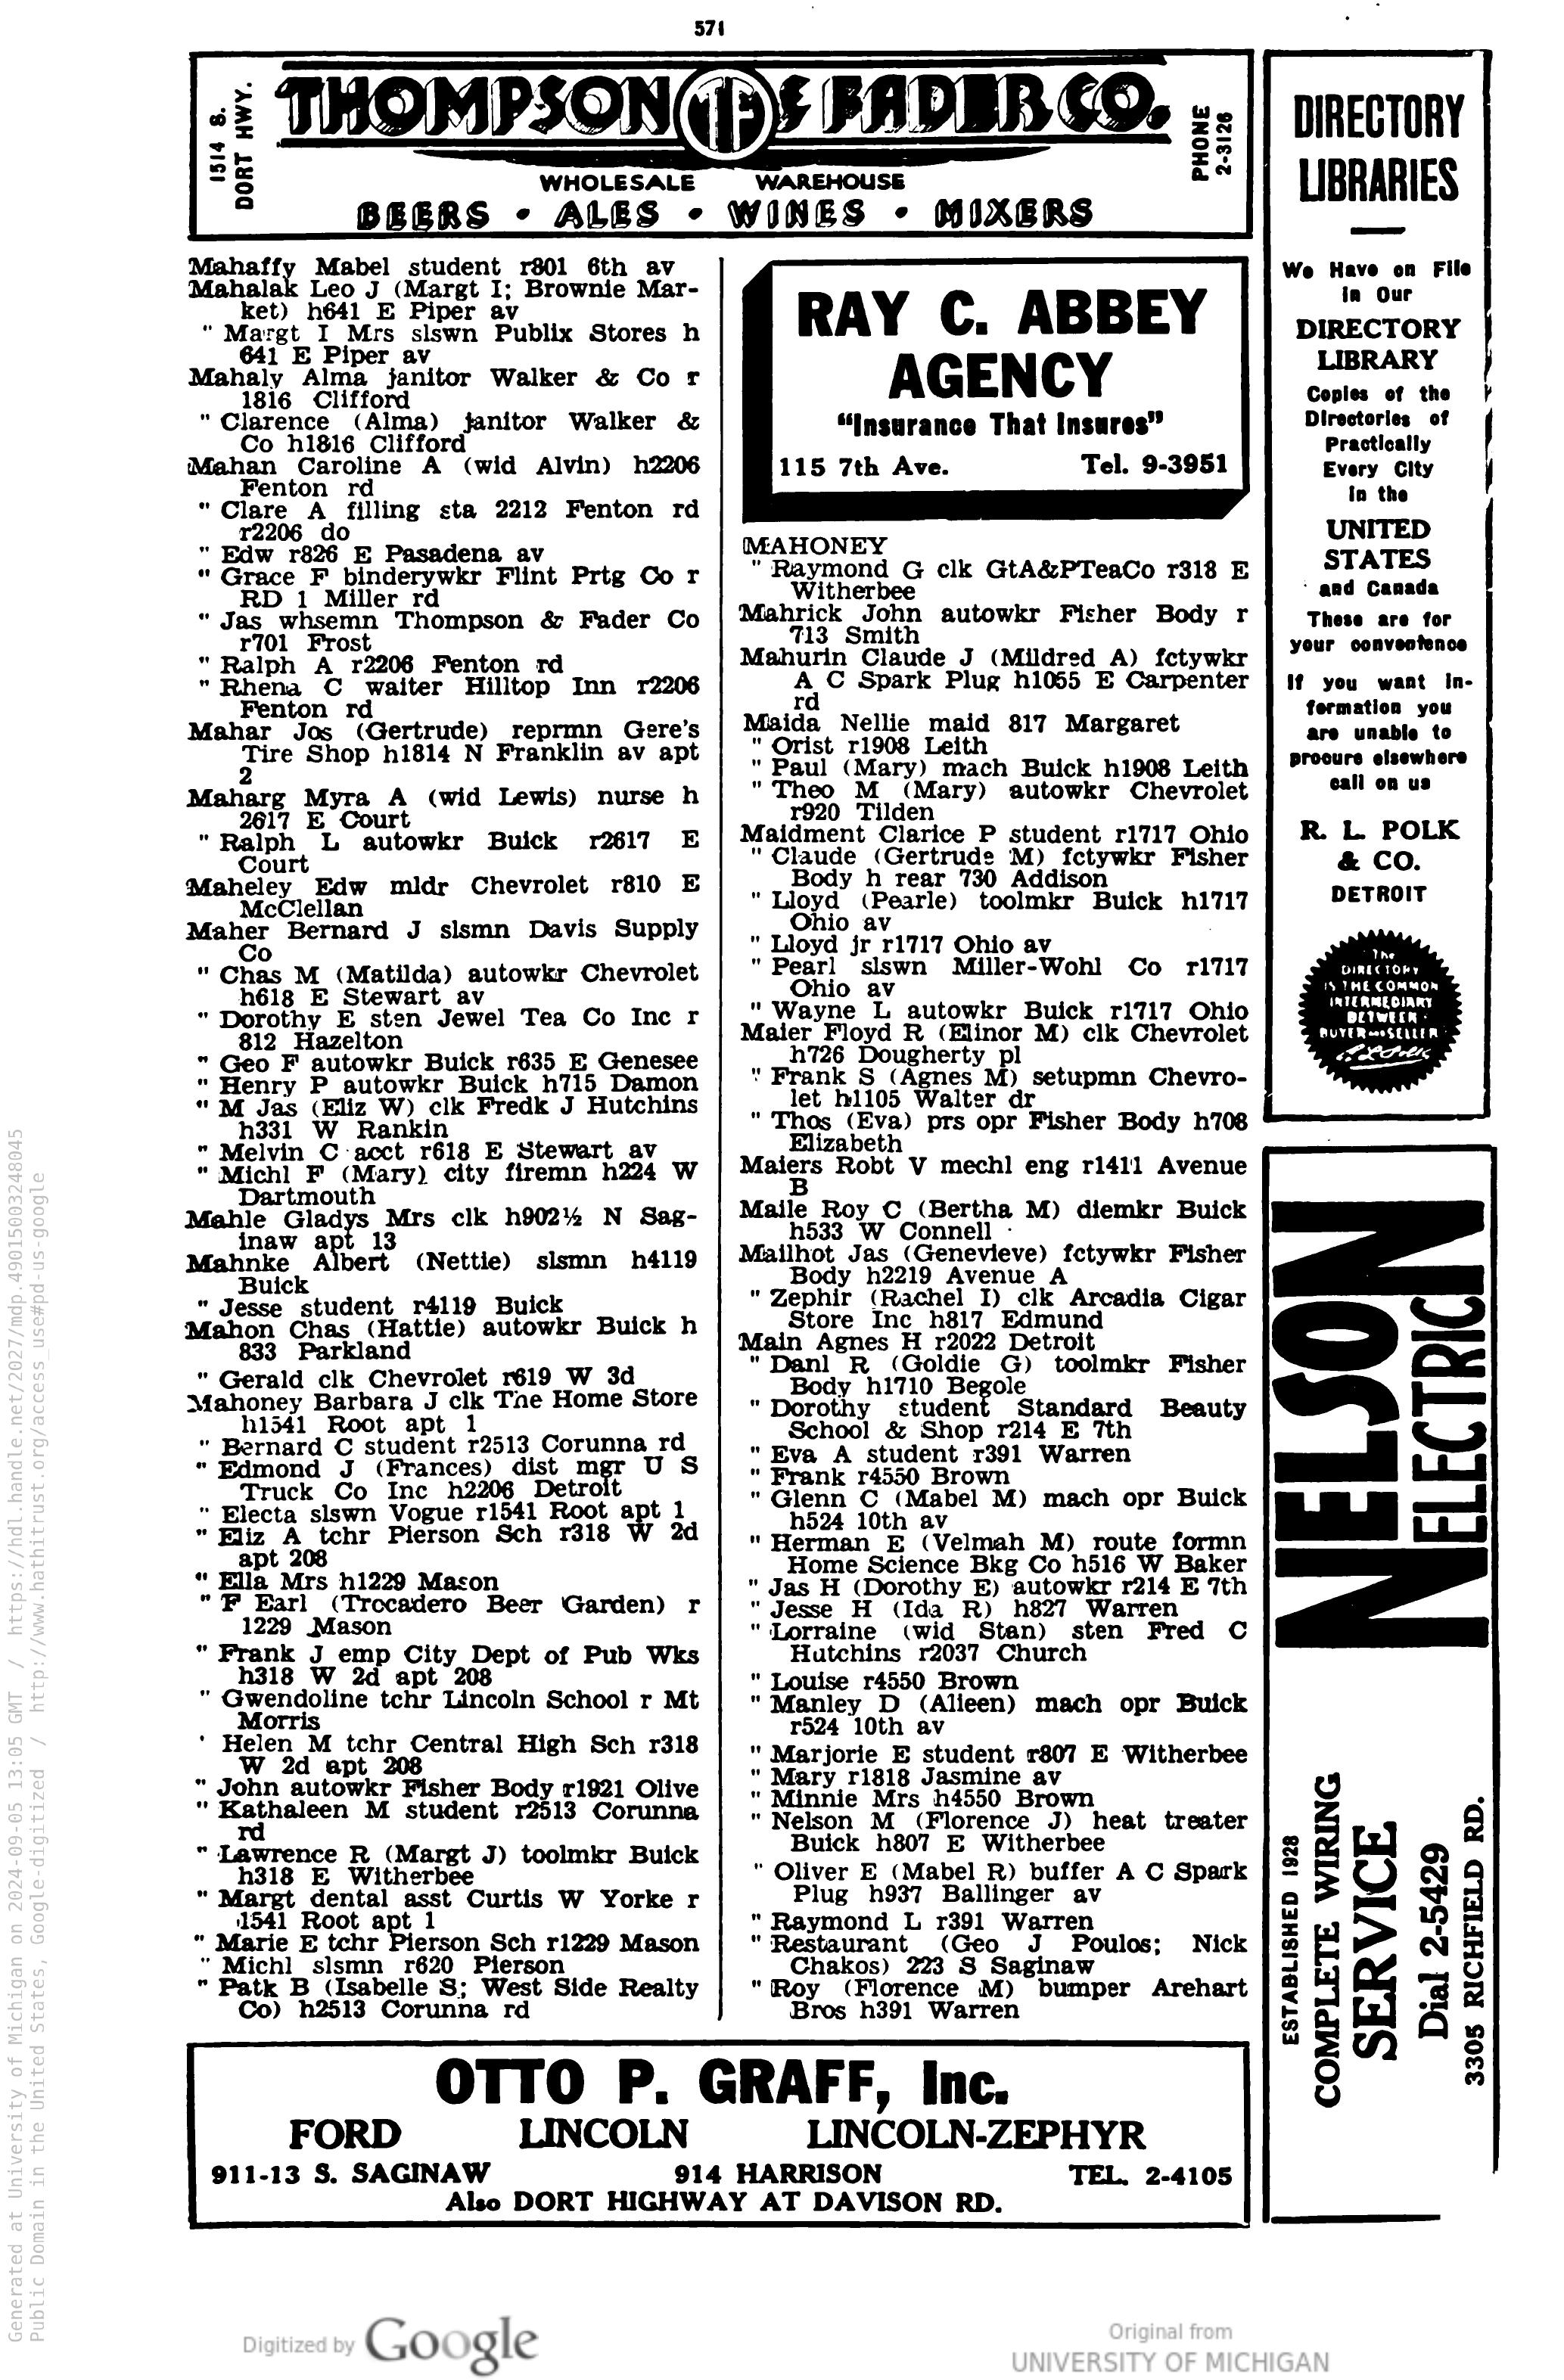 571
1514 S.
DORT HWY.
THOMPSON TF & FADER CO.
PHONE
2-3126
WHOLESALE WAREHOUSE
BEERS • ALES • WINES • MIXERS
Mahaffy Mabel student r801 6th av
Mahalak Leo J (Margt I; Brownie Mar-
ket) h641 E Piper av
" Margt I Mrs slswn Publix Stores h
641 E Piper av
Mahaly Alma janitor Walker & Co r
1816 Clifford
" Clarence (Alma) janitor Walker &
Co h1816 Clifford
Mahan Caroline A (wid Alvin) h2206
Fenton rd
" Clare A filling sta 2212 Fenton rd
r2206 do
" Edw r826 E Pasadena av
" Grace F binderywkr Flint Prtg Co r
RD 1 Miller rd
" Jas whsemn Thompson & Fader Co
r701 Frost
" Ralph A r2206 Fenton rd
" Rhena C waiter Hilltop Inn r2206
Fenton rd
Mahar Jos (Gertrude) reprmn Gere's
Tire Shop h1814 N Franklin av apt
2
Maharg Myra A (wid Lewis) nurse h
2617 E Court
" Ralph L autowkr Buick r2617 E
Court
Maheley Edw mldr Chevrolet r810 E
McClellan
Maher Bernard J slsmn Davis Supply
Co
" Chas M (Matilda) autowkr Chevrolet
h618 E Stewart av
" Dorothy E sten Jewel Tea Co Inc r
812 Hazelton
" Geo F autowkr Buick r635 E Genesee
" Henry P autowkr Buick h715 Damon
" M Jas (Eliz W) clk Fredk J Hutchins
h331 W Rankin
" Melvin C acct r618 E Stewart av
" Michl F (Mary) city firemn h224 W
Dartmouth
Mahle Gladys Mrs clk h902½ N Sag-
inaw apt 13
Mahnke Albert (Nettie) slsmn h4119
Buick
" Jesse student r4119 Buick
Mahon Chas (Hattie) autowkr Buick h
833 Parkland
" Gerald clk Chevrolet r619 W 3d
Mahoney Barbara J clk The Home Store
h1541 Root apt 1
" Bernard C student r2513 Corunna rd
" Edmond J (Frances) dist mgr U S
Truck Co Inc h2206 Detroit
" Electa slswn Vogue r1541 Root apt 1
" Eliz A tchr Pierson Sch r318 W 2d
apt 208
" Ella Mrs h1229 Mason
" F Earl (Trocadero Beer Garden) r
1229 Mason
" Frank J emp City Dept of Pub Wks
h318 W 2d apt 208
" Gwendoline tchr Lincoln School r Mt
Morris
' Helen M tchr Central High Sch r318
W 2d apt 208
" John autowkr Fisher Body r1921 Olive
" Kathaleen M student r2513 Corunna
rd
" Lawrence R (Margt J) toolmkr Buick
h318 E Witherbee
" Margt dental asst Curtis W Yorke r
1541 Root apt 1
" Marie E tchr Pierson Sch r1229 Mason
" Michl slsmn r620 Pierson
" Patk B (Isabelle S; West Side Realty
Co) h2513 Corunna rd
RAY C. ABBEY
AGENCY
"Insurance That Insures"
115 7th Ave. Tel. 9-3951
MAHONEY
" Raymond G clk GtA&PTeaCo r318 E
Witherbee
Mahrick John autowkr Fisher Body r
713 Smith
Mahurin Claude J (Mildred A) fctywkr
A C Spark Plug h1055 E Carpenter
rd
Maida Nellie maid 817 Margaret
" Orist r1908 Leith
" Paul (Mary) mach Buick h1908 Leith
" Theo M (Mary) autowkr Chevrolet
r920 Tilden
Maidment Clarice P student r1717 Ohio
" Claude (Gertrude M) fctywkr Fisher
Body h rear 730 Addison
" Lloyd (Pearle) toolmkr Buick h1717
Ohio av
" Lloyd jr r1717 Ohio av
" Pearl slswn Miller-Wohl Co r1717
Ohio av
" Wayne L autowkr Buick r1717 Ohio
Maier Floyd R (Elinor M) clk Chevrolet
h726 Dougherty pl
" Frank S (Agnes M) setupmn Chevro-
let h1105 Walter dr
" Thos (Eva) prs opr Fisher Body h708
Elizabeth
Maiers Robt V mechl eng r1411 Avenue
B
Maile Roy C (Bertha M) diemkr Buick
h533 W Connell
Mailhot Jas (Genevieve) fctywkr Fisher
Body h2219 Avenue A
" Zephir (Rachel I) clk Arcadia Cigar
Store Inc h817 Edmund
Main Agnes H r2022 Detroit
" Danl R (Goldie G) toolmkr Fisher
Body h1710 Begole
" Dorothy student Standard Beauty
School & Shop r214 E 7th
" Eva A student r391 Warren
" Frank r4550 Brown
" Glenn C (Mabel M) mach opr Buick
h524 10th av
" Herman E (Velmah M) route formn
Home Science Bkg Co h516 W Baker
" Jas H (Dorothy E) autowkr r214 E 7th
" Jesse H (Ida R) h827 Warren
" Lorraine (wid Stan) sten Fred C
Hutchins r2037 Church
" Louise r4550 Brown
" Manley D (Alleen) mach opr Buick
r524 10th av
" Marjorie E student r807 E Witherbee
" Mary r1818 Jasmine av
" Minnie Mrs h4550 Brown
" Nelson M (Florence J) heat treater
Buick h807 E Witherbee
" Oliver E (Mabel R) buffer A C Spark
Plug h937 Ballinger av
" Raymond L r391 Warren
" Restaurant (Geo J Poulos; Nick
Chakos) 223 S Saginaw
" Roy (Florence M) bumper Arehart
Bros h391 Warren
DIRECTORY
LIBRARIES
We Have on File
in Our
DIRECTORY
LIBRARY
Copies of the
Directories of
Practically
Every City
in the
UNITED
STATES
and Canada
These are for
your convenience
If you want in-
formation you
are unable to
procure elsewhere
call on us
R. L. POLK
& CO.
DETROIT
The
DIRECTORY
IS THE COMMON
INTERMEDIARY
BETWEEN
BUYER AND SELLER
R.L. Polk
NELSON
ELECTRIC
ESTABLISHED 1928
COMPLETE WIRING
SERVICE
Dial 2-5429
3305 RICHFIELD RD.
OTTO P. GRAFF, Inc.
FORD LINCOLN LINCOLN-ZEPHYR
911-13 S. SAGINAW 914 HARRISON TEL. 2-4105
Also DORT HIGHWAY AT DAVISON RD.
Generated at University of Michigan on 2024-09-05 13:05 GMT / https://hdl.handle.net/2027/mdp.49015003248045
Public Domain in the United States, Google-digitized / http://www.hathitrust.org/access_use#pd-us-google
Digitized by Google
Original from
UNIVERSITY OF MICHIGAN